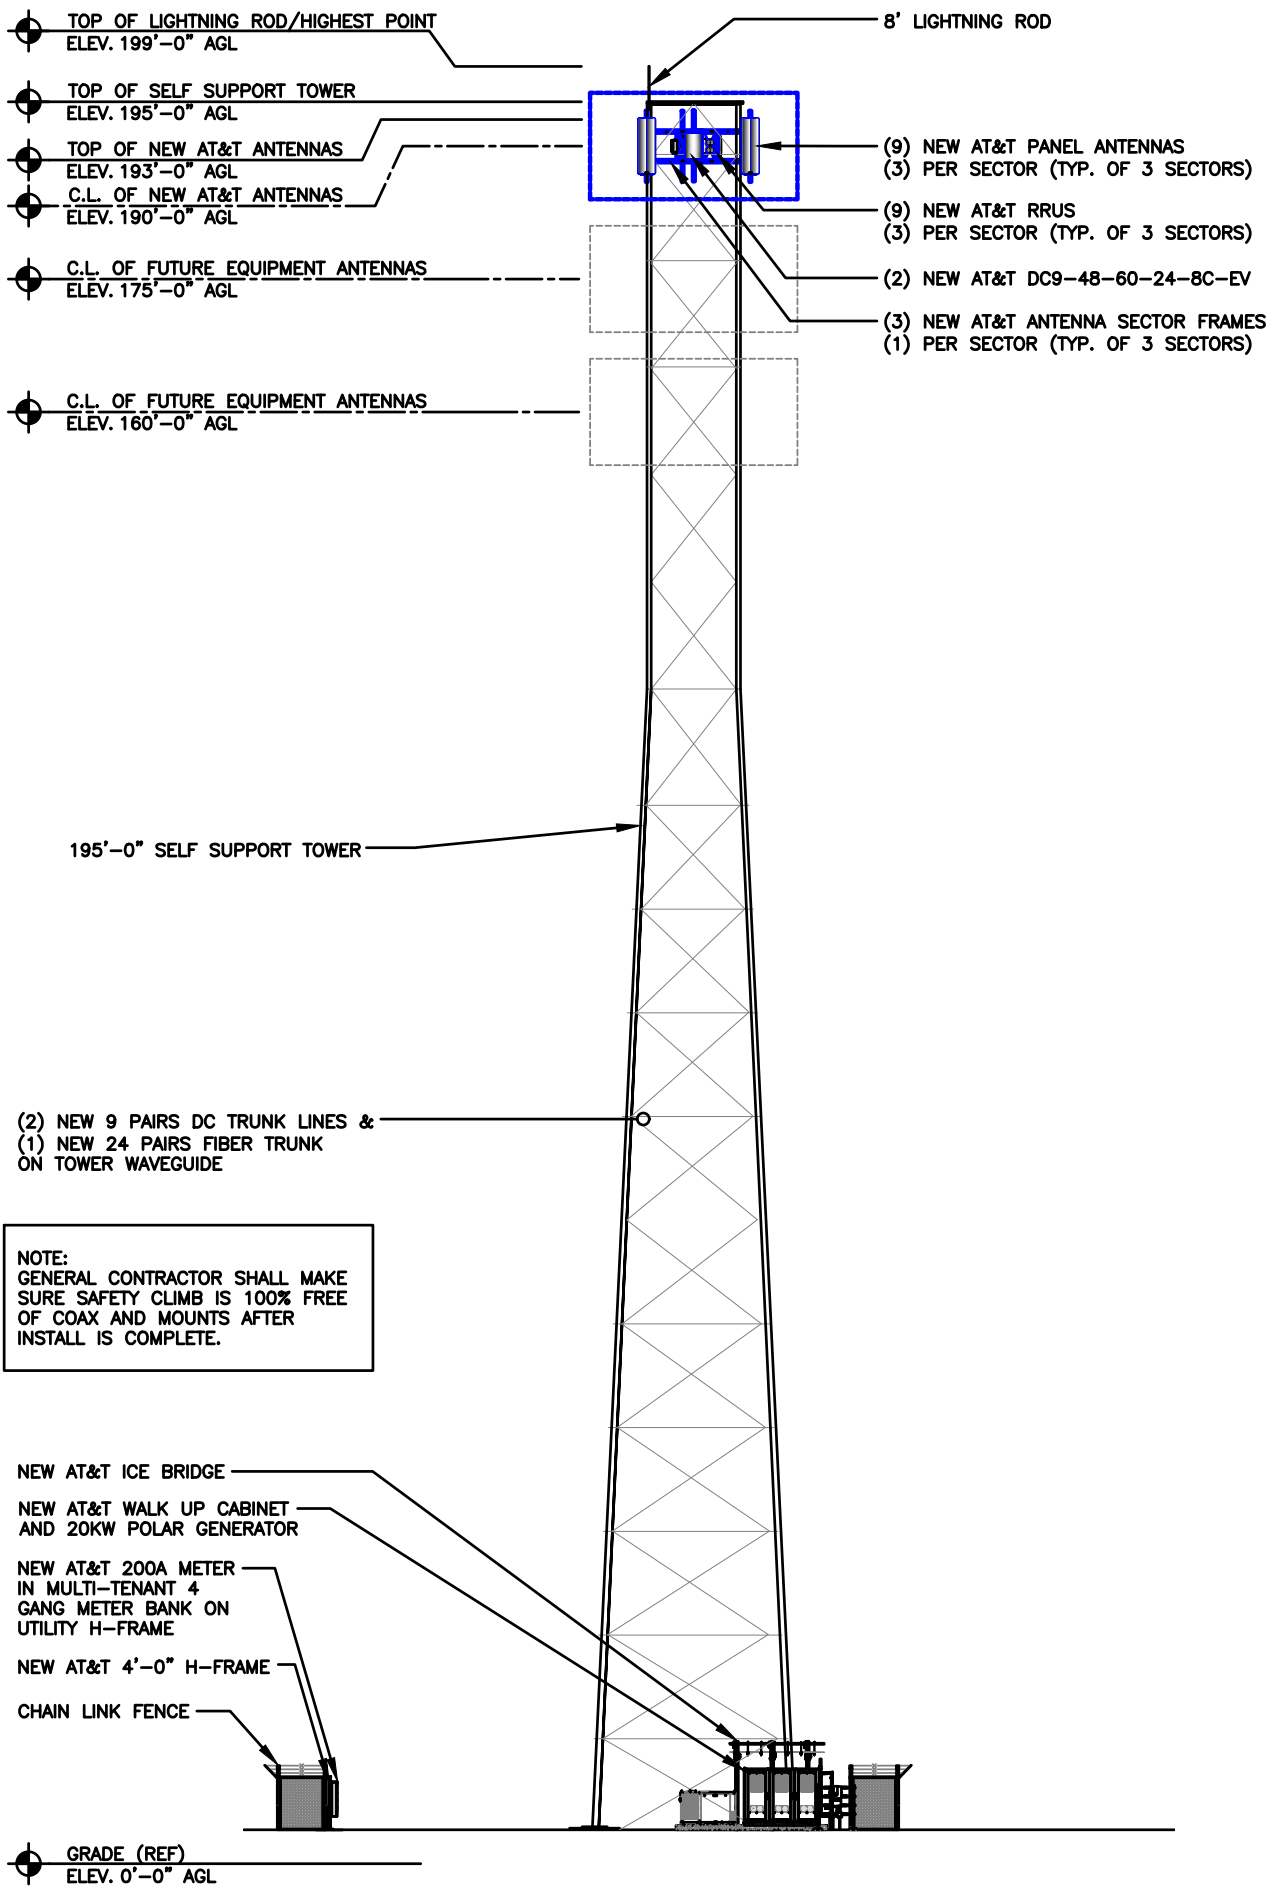 TOP OF LIGHTNING ROD/HIGHEST POINT
ELEV. 199'-0" AGL
TOP OF SELF SUPPORT TOWER
ELEV. 195'-0" AGL
TOP OF NEW AT&T ANTENNAS
ELEV. 193'-0" AGL
C.L. OF NEW AT&T ANTENNAS
ELEV. 190'-0" AGL
C.L. OF FUTURE EQUIPMENT ANTENNAS
ELEV. 175'-0" AGL
C.L. OF FUTURE EQUIPMENT ANTENNAS
ELEV. 160'-0" AGL
8' LIGHTNING ROD
(9) NEW AT&T PANEL ANTENNAS
(3) PER SECTOR (TYP. OF 3 SECTORS)
(9) NEW AT&T RRUS
(3) PER SECTOR (TYP. OF 3 SECTORS)
(2) NEW AT&T DC9-48-60-24-8C-EV
(3) NEW AT&T ANTENNA SECTOR FRAMES
(1) PER SECTOR (TYP. OF 3 SECTORS)
195'-0" SELF SUPPORT TOWER
(2) NEW 9 PAIRS DC TRUNK LINES &
(1) NEW 24 PAIRS FIBER TRUNK
ON TOWER WAVEGUIDE
NOTE:
GENERAL CONTRACTOR SHALL MAKE
SURE SAFETY CLIMB IS 100% FREE
OF COAX AND MOUNTS AFTER
INSTALL IS COMPLETE.
NEW AT&T ICE BRIDGE
NEW AT&T WALK UP CABINET
AND 20KW POLAR GENERATOR
NEW AT&T 200A METER
IN MULTI-TENANT 4
GANG METER BANK ON
UTILITY H-FRAME
NEW AT&T 4'-0" H-FRAME
CHAIN LINK FENCE
GRADE (REF)
ELEV. 0'-0" AGL